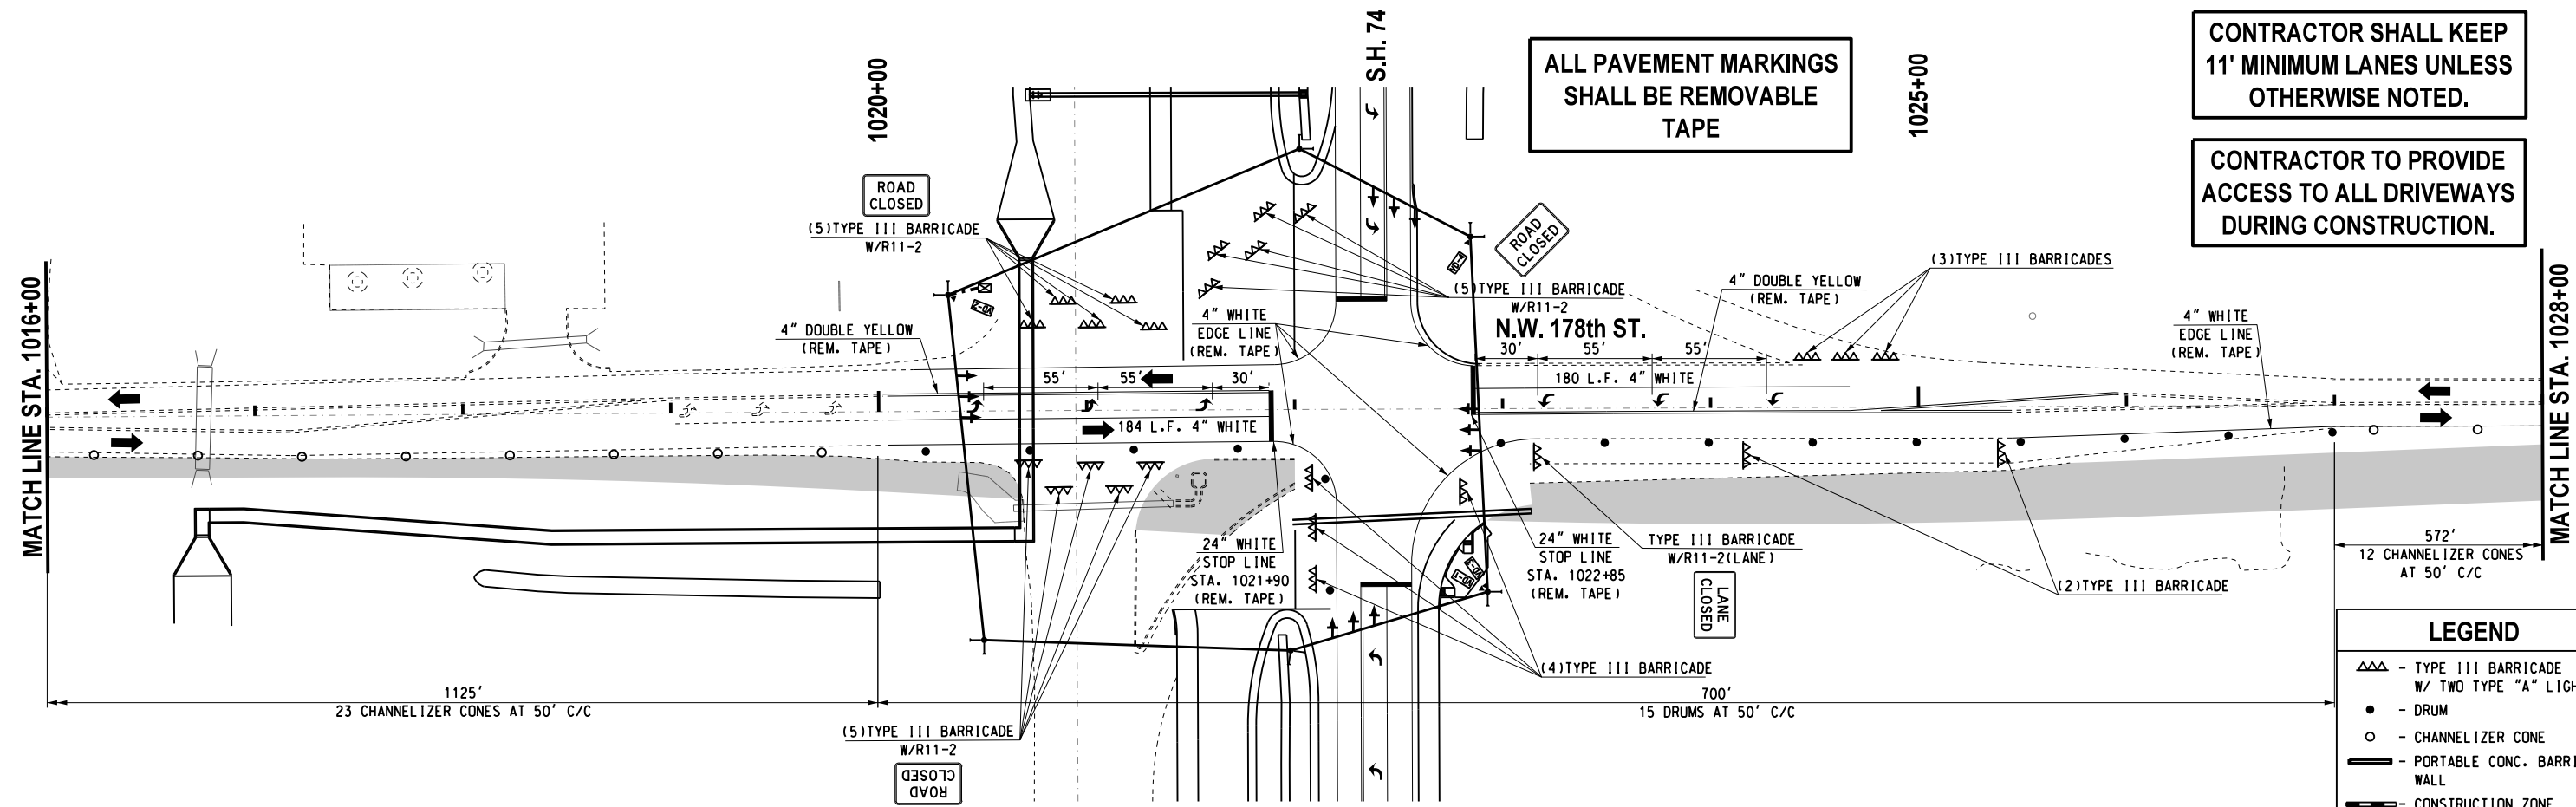 CONTRACTOR SHALL KEEP
11' MINIMUM LANES UNLESS
OTHERWISE NOTED.
ALL PAVEMENT MARKINGS
SHALL BE REMOVABLE
TAPE
CONTRACTOR TO PROVIDE
ACCESS TO ALL DRIVEWAYS
DURING CONSTRUCTION.
1020+00
S.H. 74
1025+00
ROAD
CLOSED
(5)TYPE III BARRICADE
W/R11-2
ROAD
CLOSED
(5)TYPE III BARRICADE
W/R11-2
N.W. 178th ST.
(3)TYPE III BARRICADES
4" DOUBLE YELLOW
(REM. TAPE)
4" DOUBLE YELLOW
(REM. TAPE)
4" WHITE
EDGE LINE
(REM. TAPE)
4" WHITE
EDGE LINE
(REM. TAPE)
MATCH LINE STA. 1016+00
MATCH LINE STA. 1028+00
55'
55'
30'
30'
55'
55'
180 L.F. 4" WHITE
184 L.F. 4" WHITE
24" WHITE
STOP LINE
STA. 1021+90
(REM. TAPE)
24" WHITE
STOP LINE
STA. 1022+85
(REM. TAPE)
TYPE III BARRICADE
W/R11-2(LANE)
LANE
CLOSED
(2)TYPE III BARRICADE
572'
12 CHANNELIZER CONES
AT 50' C/C
(4)TYPE III BARRICADE
1125'
23 CHANNELIZER CONES AT 50' C/C
700'
15 DRUMS AT 50' C/C
(5)TYPE III BARRICADE
W/R11-2
ROAD
CLOSED
LEGEND
- TYPE III BARRICADE
W/ TWO TYPE "A" LIGH
- DRUM
- CHANNELIZER CONE
- PORTABLE CONC. BARRI
WALL
- CONSTRUCTION ZONE